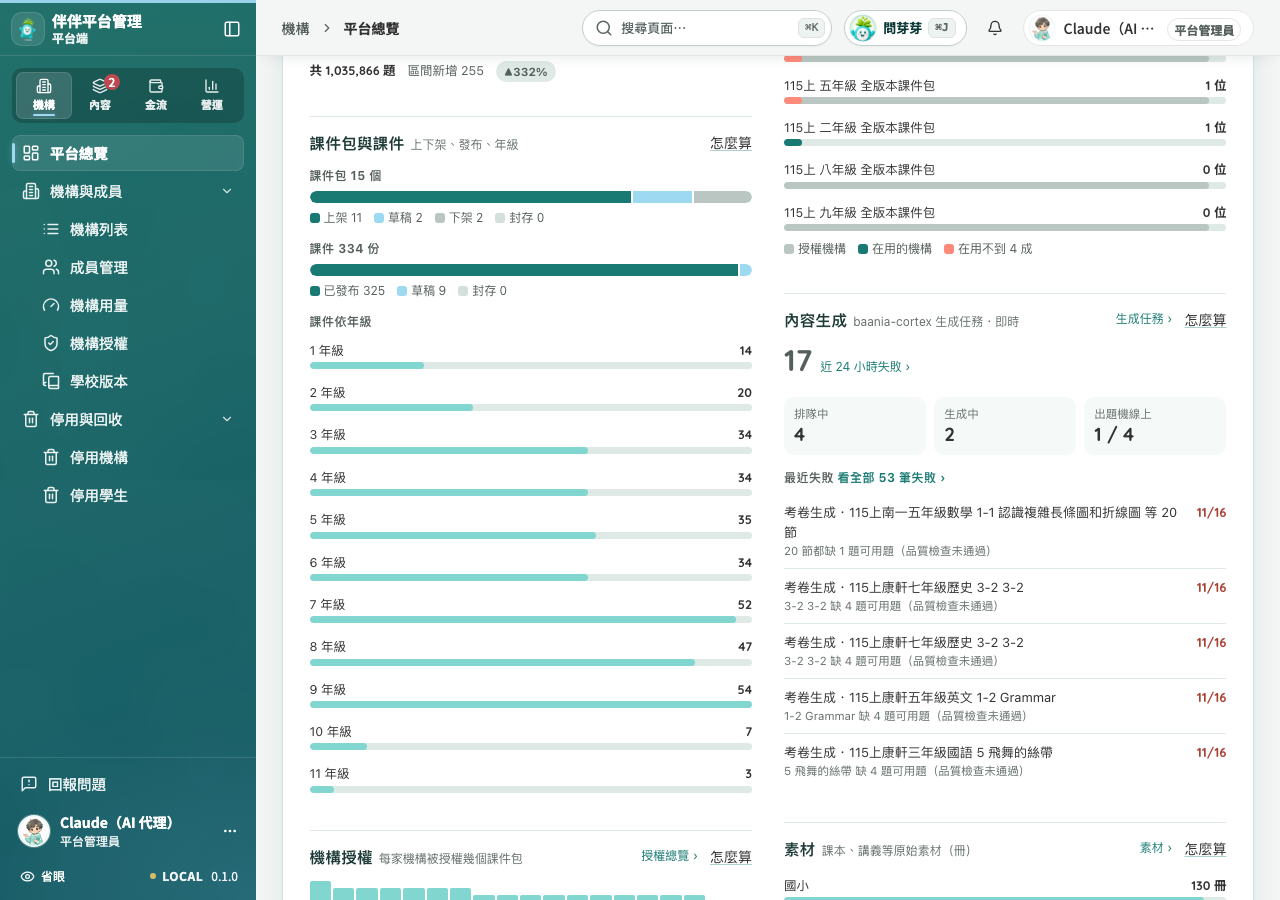 伴伴平台管理
平台端
機構
2
內容
金流
營運
平台總覽
機構與成員
機構列表
成員管理
機構用量
機構授權
學校版本
停用與回收
停用機構
停用學生
回報問題
Claude（AI 代理）
平台管理員
省眼
LOCAL 0.1.0
機構 › 平台總覽
搜尋頁面… ⌘K
問芽芽 ⌘J
Claude（AI … 平台管理員
共 1,035,866 題 區間新增 255 ▲332%
課件包與課件 上下架、發布、年級 怎麼算
課件包 15 個
上架 11 草稿 2 下架 2 封存 0
課件 334 份
已發布 325 草稿 9 封存 0
課件依年級
1 年級 14
2 年級 20
3 年級 34
4 年級 34
5 年級 35
6 年級 34
7 年級 52
8 年級 47
9 年級 54
10 年級 7
11 年級 3
機構授權 每家機構被授權幾個課件包 授權總覽 › 怎麼算
115上 五年級 全版本課件包 1 位
115上 二年級 全版本課件包 1 位
115上 八年級 全版本課件包 0 位
115上 九年級 全版本課件包 0 位
授權機構 在用的機構 在用不到 4 成
內容生成 baania-cortex 生成任務・即時 生成任務 › 怎麼算
17 近 24 小時失敗 ›
排隊中
4
生成中
2
出題機線上
1 / 4
最近失敗 看全部 53 筆失敗 ›
考卷生成・115上南一五年級數學 1-1 認識複雜長條圖和折線圖 等 20 節 11/16
20 節都缺 1 題可用題（品質檢查未通過）
考卷生成・115上康軒七年級歷史 3-2 3-2 11/16
3-2 3-2 缺 4 題可用題（品質檢查未通過）
考卷生成・115上康軒七年級歷史 3-2 3-2 11/16
3-2 3-2 缺 4 題可用題（品質檢查未通過）
考卷生成・115上康軒五年級英文 1-2 Grammar 11/16
1-2 Grammar 缺 4 題可用題（品質檢查未通過）
考卷生成・115上康軒三年級國語 5 飛舞的絲帶 11/16
5 飛舞的絲帶 缺 4 題可用題（品質檢查未通過）
素材 課本、講義等原始素材（冊） 素材 › 怎麼算
國小 130 冊